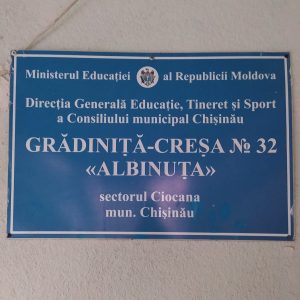 Ministerul Educației al Republicii Moldova
Direcția Generală Educație, Tineret și Sport
a Consiliului municipal Chișinău
GRĂDINIȚĂ-CREȘA № 32
«ALBINUȚA»
sectorul Ciocana
mun. Chișinău